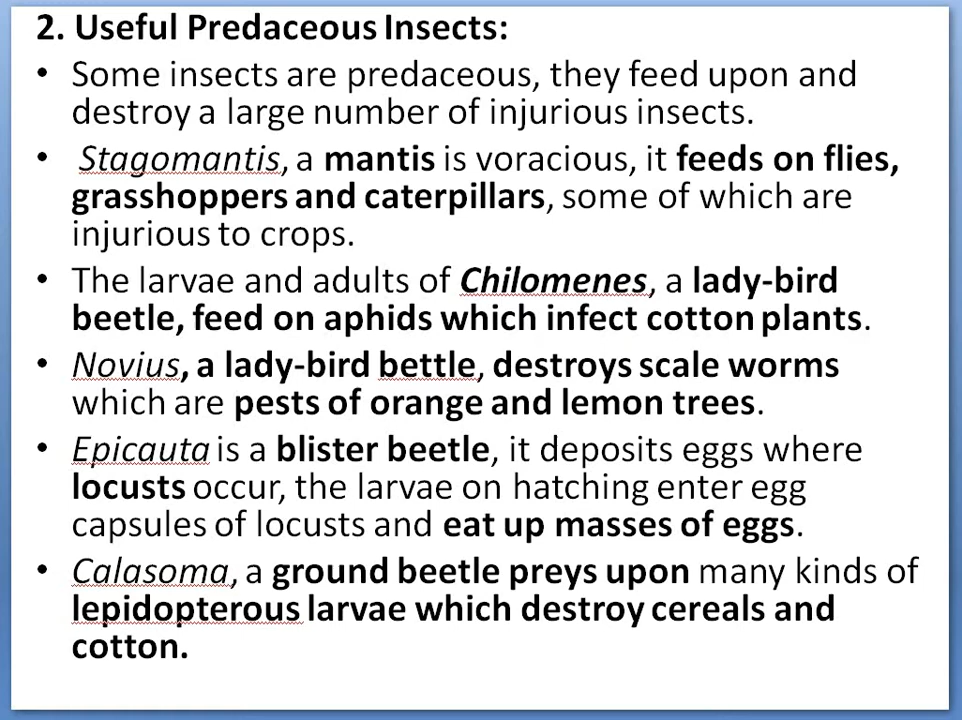 2. Useful Predaceous Insects:
• Some insects are predaceous, they feed upon and
destroy a large number of injurious insects.
• Stagomantis, a mantis is voracious, it feeds on flies,
grasshoppers and caterpillars, some of which are
injurious to crops.
• The larvae and adults of Chilomenes, a lady-bird
beetle, feed on aphids which infect cotton plants.
• Novius, a lady-bird bettle, destroys scale worms
which are pests of orange and lemon trees.
• Epicauta is a blister beetle, it deposits eggs where
locusts occur, the larvae on hatching enter egg
capsules of locusts and eat up masses of eggs.
• Calasoma, a ground beetle preys upon many kinds of
lepidopterous larvae which destroy cereals and
cotton.